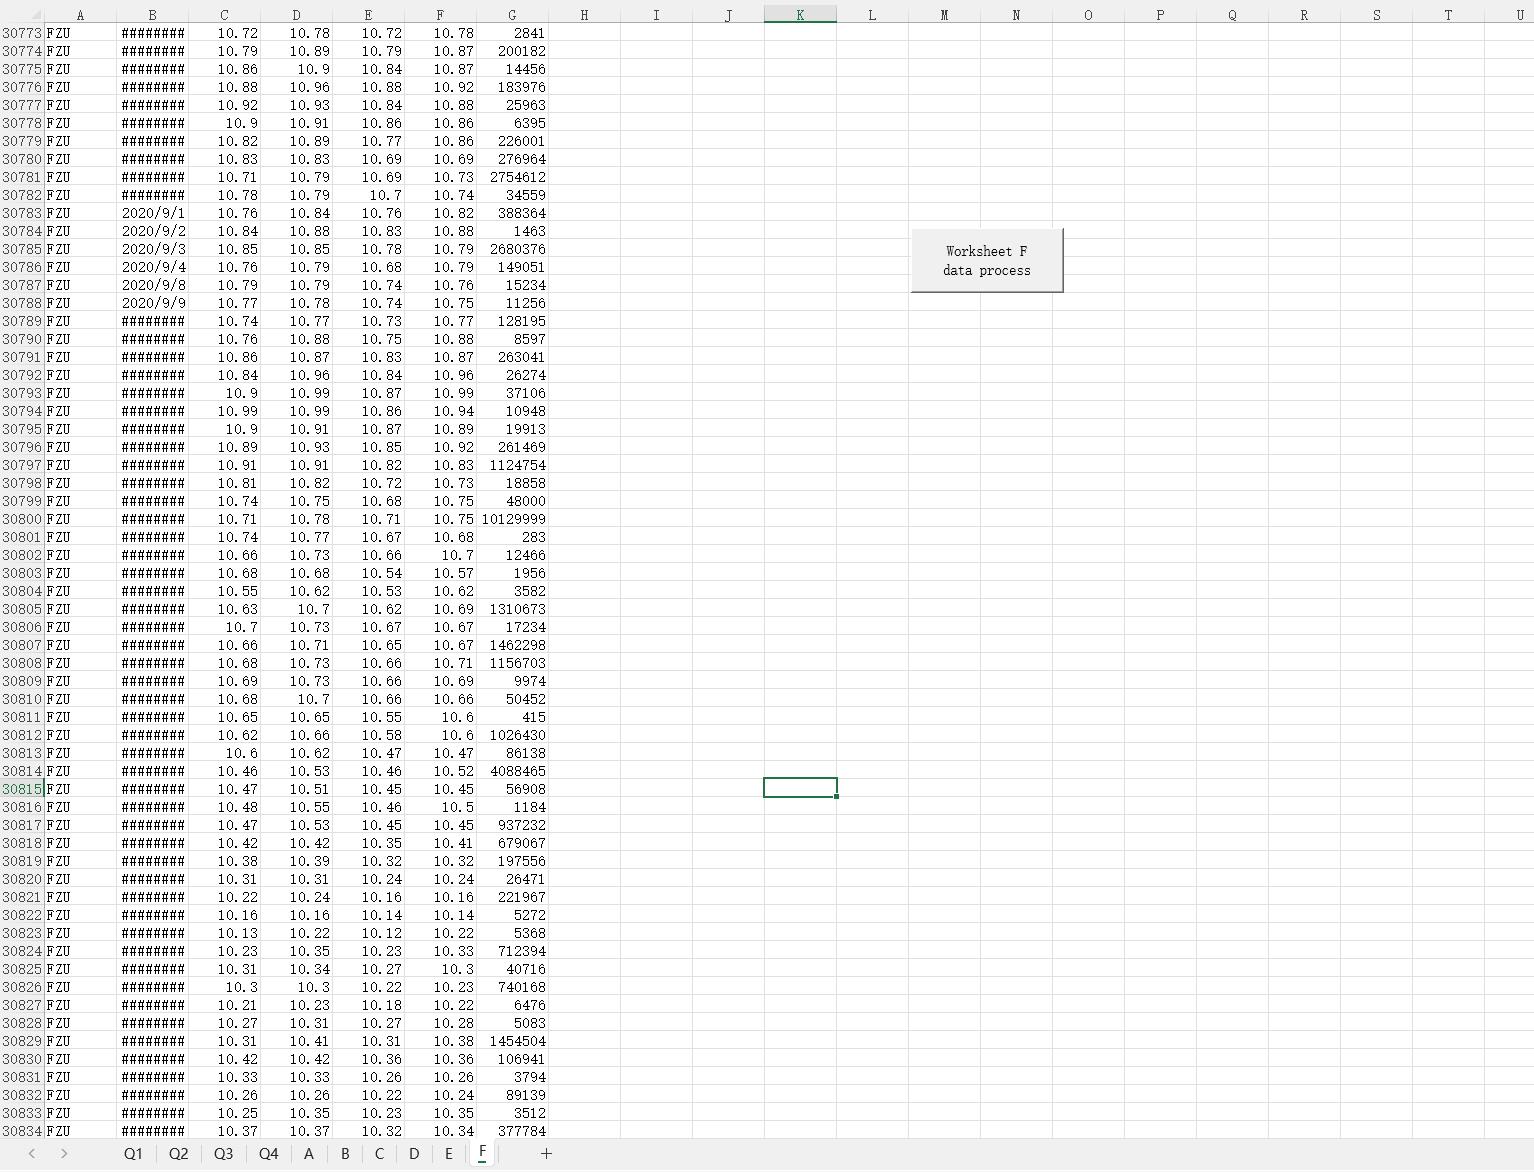 A B C D E F G H I J K L M N O P Q R S T U
30773 FZU ######## 10.72 10.78 10.72 10.78 2841
30774 FZU ######## 10.79 10.89 10.79 10.87 200182
30775 FZU ######## 10.86 10.9 10.84 10.87 14456
30776 FZU ######## 10.88 10.96 10.88 10.92 183976
30777 FZU ######## 10.92 10.93 10.84 10.88 25963
30778 FZU ######## 10.9 10.91 10.86 10.86 6395
30779 FZU ######## 10.82 10.89 10.77 10.86 226001
30780 FZU ######## 10.83 10.83 10.69 10.69 276964
30781 FZU ######## 10.71 10.79 10.69 10.73 2754612
30782 FZU ######## 10.78 10.79 10.7 10.74 34559
30783 FZU 2020/9/1 10.76 10.84 10.76 10.82 388364
30784 FZU 2020/9/2 10.84 10.88 10.83 10.88 1463
30785 FZU 2020/9/3 10.85 10.85 10.78 10.79 2680376
30786 FZU 2020/9/4 10.76 10.79 10.68 10.79 149051
30787 FZU 2020/9/8 10.79 10.79 10.74 10.76 15234
30788 FZU 2020/9/9 10.77 10.78 10.74 10.75 11256
Worksheet F
data process
30789 FZU ######## 10.74 10.77 10.73 10.77 128195
30790 FZU ######## 10.76 10.88 10.75 10.88 8597
30791 FZU ######## 10.86 10.87 10.83 10.87 263041
30792 FZU ######## 10.84 10.96 10.84 10.96 26274
30793 FZU ######## 10.9 10.99 10.87 10.99 37106
30794 FZU ######## 10.99 10.99 10.86 10.94 10948
30795 FZU ######## 10.9 10.91 10.87 10.89 19913
30796 FZU ######## 10.89 10.93 10.85 10.92 261469
30797 FZU ######## 10.91 10.91 10.82 10.83 1124754
30798 FZU ######## 10.81 10.82 10.72 10.73 18858
30799 FZU ######## 10.74 10.75 10.68 10.75 48000
30800 FZU ######## 10.71 10.78 10.71 10.75 10129999
30801 FZU ######## 10.74 10.77 10.67 10.68 283
30802 FZU ######## 10.66 10.73 10.66 10.7 12466
30803 FZU ######## 10.68 10.68 10.54 10.57 1956
30804 FZU ######## 10.55 10.62 10.53 10.62 3582
30805 FZU ######## 10.63 10.7 10.62 10.69 1310673
30806 FZU ######## 10.7 10.73 10.67 10.67 17234
30807 FZU ######## 10.66 10.71 10.65 10.67 1462298
30808 FZU ######## 10.68 10.73 10.66 10.71 1156703
30809 FZU ######## 10.69 10.73 10.66 10.69 9974
30810 FZU ######## 10.68 10.7 10.66 10.66 50452
30811 FZU ######## 10.65 10.65 10.55 10.6 415
30812 FZU ######## 10.62 10.66 10.58 10.6 1026430
30813 FZU ######## 10.6 10.62 10.47 10.47 86138
30814 FZU ######## 10.46 10.53 10.46 10.52 4088465
30815 FZU ######## 10.47 10.51 10.45 10.45 56908
30816 FZU ######## 10.48 10.55 10.46 10.5 1184
30817 FZU ######## 10.47 10.53 10.45 10.45 937232
30818 FZU ######## 10.42 10.42 10.35 10.41 679067
30819 FZU ######## 10.38 10.39 10.32 10.32 197556
30820 FZU ######## 10.31 10.31 10.24 10.24 26471
30821 FZU ######## 10.22 10.24 10.16 10.16 221967
30822 FZU ######## 10.16 10.16 10.14 10.14 5272
30823 FZU ######## 10.13 10.22 10.12 10.22 5368
30824 FZU ######## 10.23 10.35 10.23 10.33 712394
30825 FZU ######## 10.31 10.34 10.27 10.3 40716
30826 FZU ######## 10.3 10.3 10.22 10.23 740168
30827 FZU ######## 10.21 10.23 10.18 10.22 6476
30828 FZU ######## 10.27 10.31 10.27 10.28 5083
30829 FZU ######## 10.31 10.41 10.31 10.38 1454504
30830 FZU ######## 10.42 10.42 10.36 10.36 106941
30831 FZU ######## 10.33 10.33 10.26 10.26 3794
30832 FZU ######## 10.26 10.26 10.22 10.24 89139
30833 FZU ######## 10.25 10.35 10.23 10.35 3512
30834 FZU ######## 10.37 10.37 10.32 10.34 377784
Q1 Q2 Q3 Q4 A B C D E F +